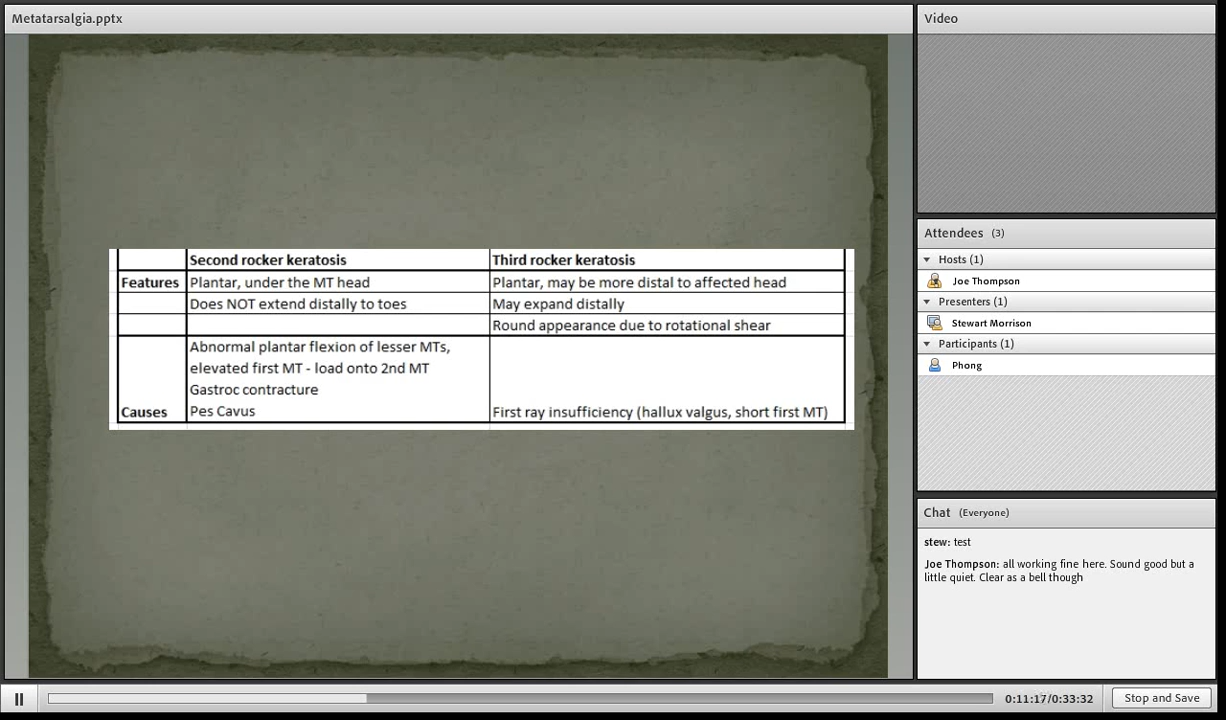 Metatarsalgia.pptx
Second rocker keratosis Third rocker keratosis
Features Plantar, under the MT head Plantar, may be more distal to affected head
Does NOT extend distally to toes May expand distally
Round appearance due to rotational shear
Abnormal plantar flexion of lesser MTs,
elevated first MT - load onto 2nd MT
Gastroc contracture
Causes Pes Cavus First ray insufficiency (hallux valgus, short first MT)
Video
Attendees (3)
Hosts (1)
Joe Thompson
Presenters (1)
Stewart Morrison
Participants (1)
Phong
Chat (Everyone)
stew: test
Joe Thompson: all working fine here. Sound good but a
little quiet. Clear as a bell though
0:11:17/0:33:32 Stop and Save